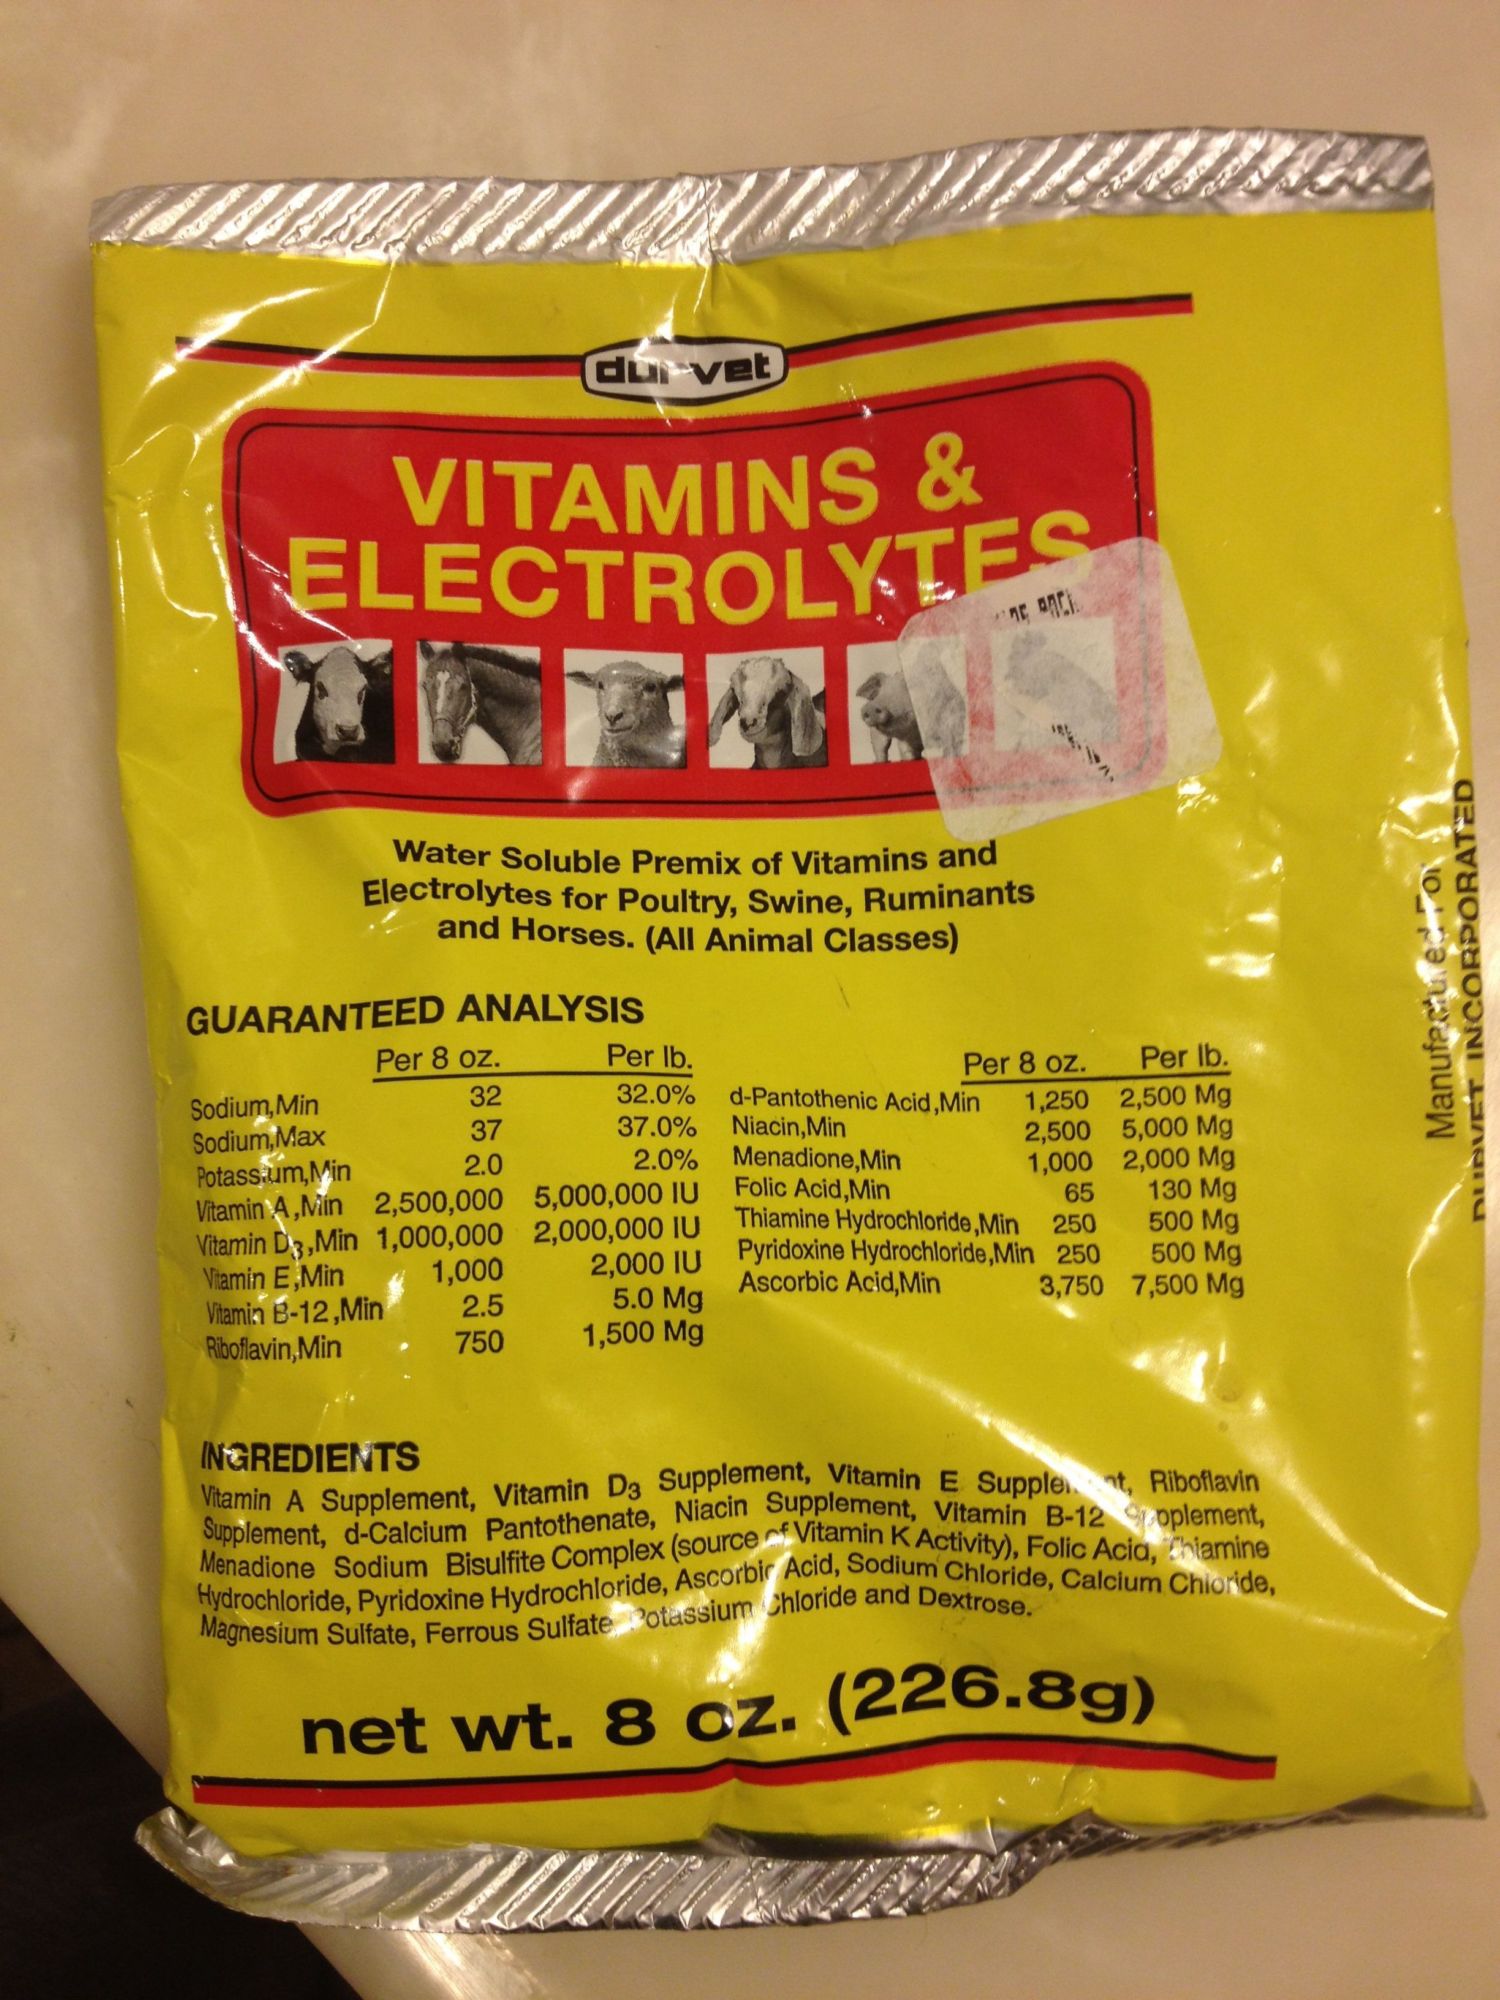 durvet
VITAMINS &
ELECTROLYTES
Water Soluble Premix of Vitamins and
Electrolytes for Poultry, Swine, Ruminants
and Horses. (All Animal Classes)
GUARANTEED ANALYSIS
Per 8 oz. Per lb.
Sodium,Min 32 32.0%
Sodium,Max 37 37.0%
Potassium,Min 2.0 2.0%
Vitamin A,Min 2,500,000 5,000,000 IU
Vitamin D3,Min 1,000,000 2,000,000 IU
Vitamin E,Min 1,000 2,000 IU
Vitamin B-12,Min 2.5 5.0 Mg
Riboflavin,Min 750 1,500 Mg
Per 8 oz. Per lb.
d-Pantothenic Acid,Min 1,250 2,500 Mg
Niacin,Min 2,500 5,000 Mg
Menadione,Min 1,000 2,000 Mg
Folic Acid,Min 65 130 Mg
Thiamine Hydrochloride,Min 250 500 Mg
Pyridoxine Hydrochloride,Min 250 500 Mg
Ascorbic Acid,Min 3,750 7,500 Mg
INGREDIENTS
Vitamin A Supplement, Vitamin D3 Supplement, Vitamin E Supplement, Riboflavin
Supplement, d-Calcium Pantothenate, Niacin Supplement, Vitamin B-12 Supplement,
Menadione Sodium Bisulfite Complex (source of Vitamin K Activity), Folic Acid, Thiamine
Hydrochloride, Pyridoxine Hydrochloride, Ascorbic Acid, Sodium Chloride, Calcium Chloride,
Magnesium Sulfate, Ferrous Sulfate, Potassium Chloride and Dextrose.
net wt. 8 oz. (226.8g)
Manufactured For
DURVET INCORPORATED